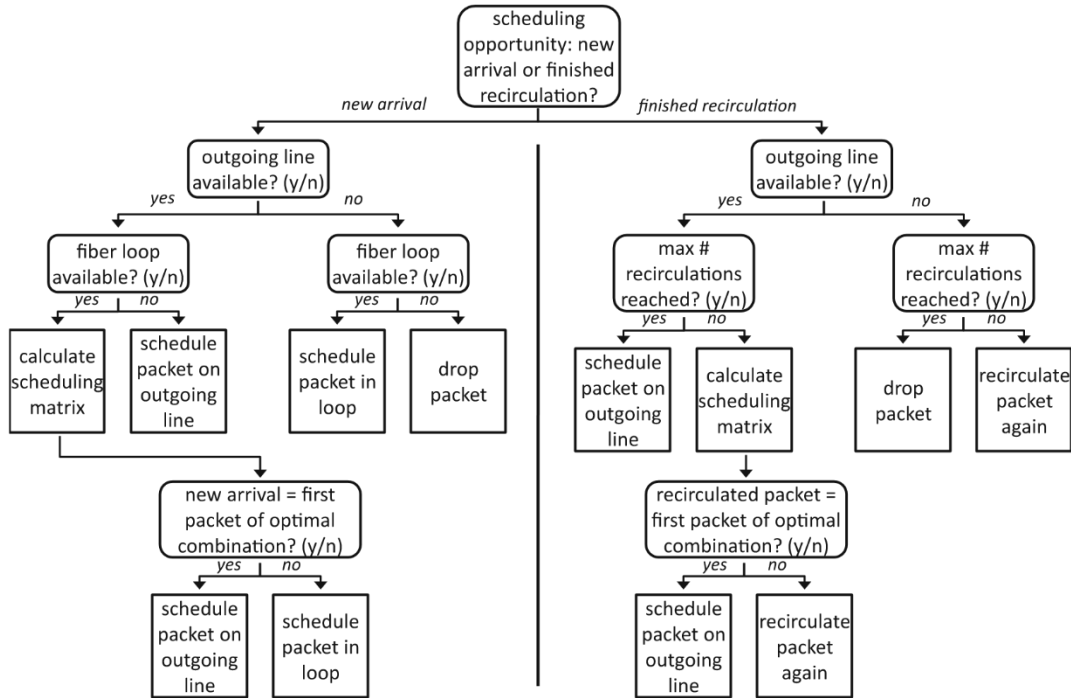 scheduling
opportunity: new
arrival or finished
recirculation?
new arrival
finished recirculation
outgoing line
available? (y/n)
yes
no
fiber loop
available? (y/n)
yes
no
calculate
scheduling
matrix
schedule
packet on
outgoing
line
fiber loop
available? (y/n)
yes
no
schedule
packet in
loop
drop
packet
new arrival = first
packet of optimal
combination? (y/n)
yes
no
schedule
packet on
outgoing
line
schedule
packet in
loop
outgoing line
available? (y/n)
yes
no
max #
recirculations
reached? (y/n)
yes
no
schedule
packet on
outgoing
line
calculate
scheduling
matrix
max #
recirculations
reached? (y/n)
yes
no
drop
packet
recirculate
packet
again
recirculated packet =
first packet of optimal
combination? (y/n)
yes
no
schedule
packet on
outgoing
line
recirculate
packet
again